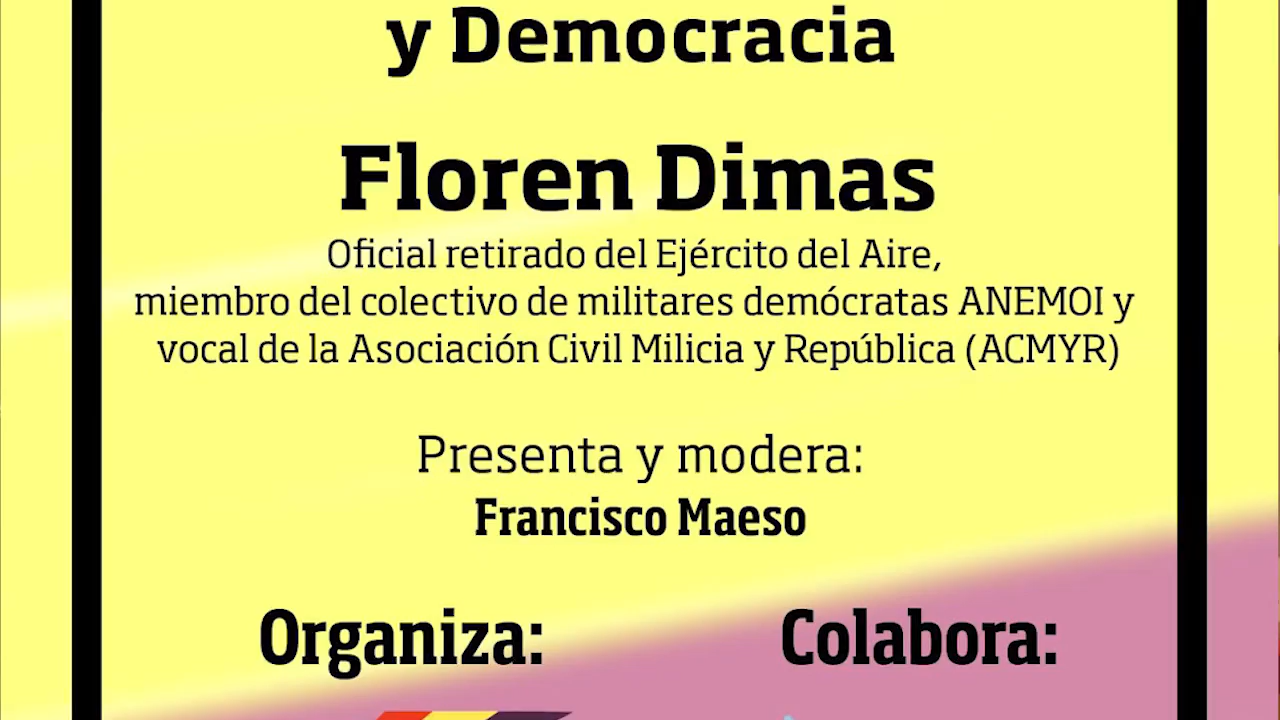 y Democracia
Floren Dimas
Oficial retirado del Ejército del Aire,
miembro del colectivo de militares demócratas ANEMOI y
vocal de la Asociación Civil Milicia y República (ACMYR)
Presenta y modera:
Francisco Maeso
Organiza:
Colabora: